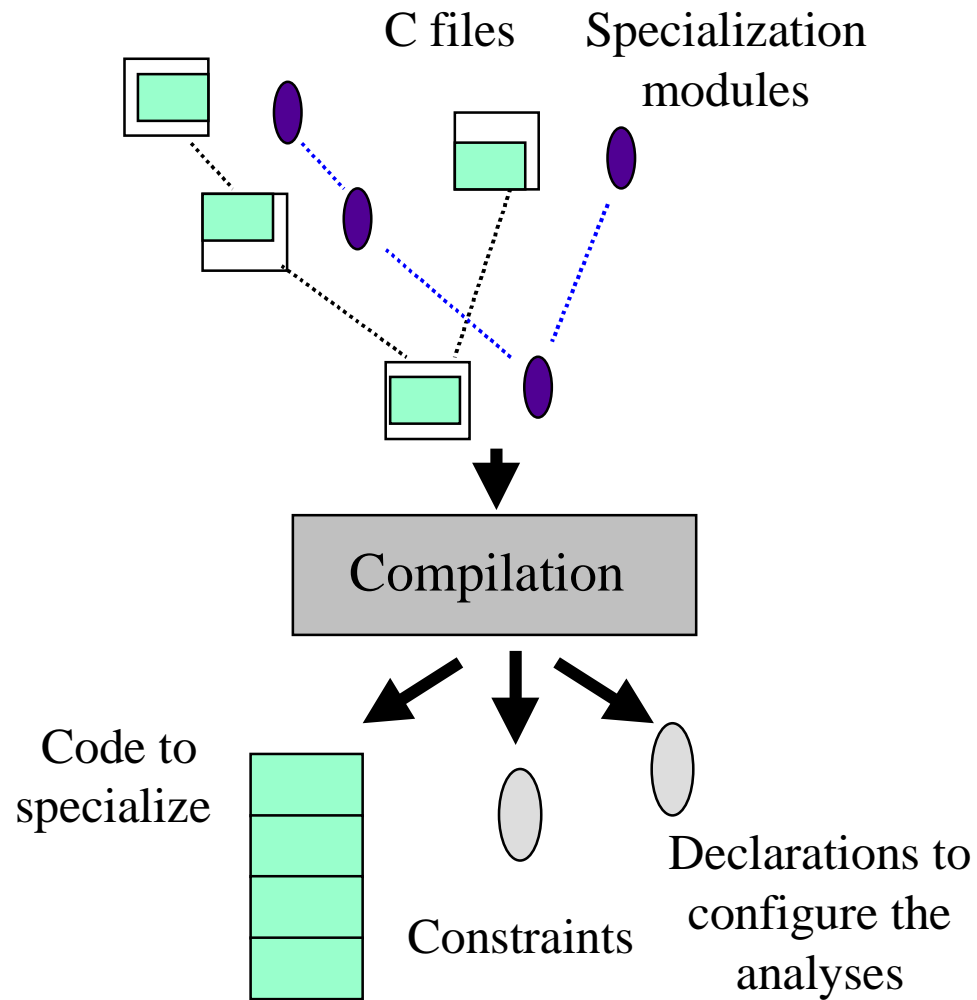 C files
Specialization
modules
Compilation
Code to
specialize
Constraints
Declarations to
configure the
analyses